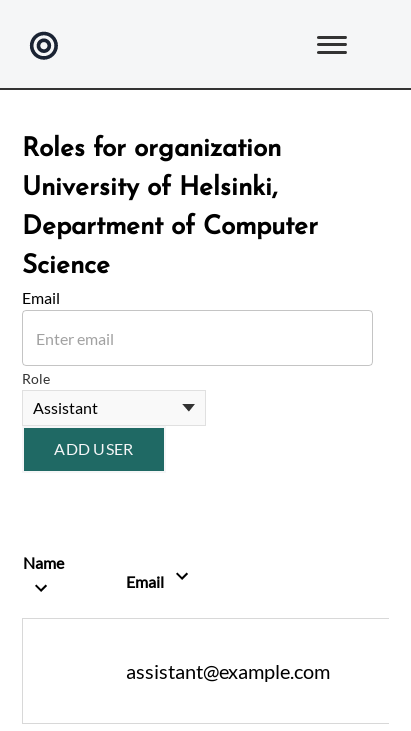 Roles for organization
University of Helsinki,
Department of Computer
Science
Email
Enter email
Role
Assistant
ADD USER
Name
Email
assistant@example.com